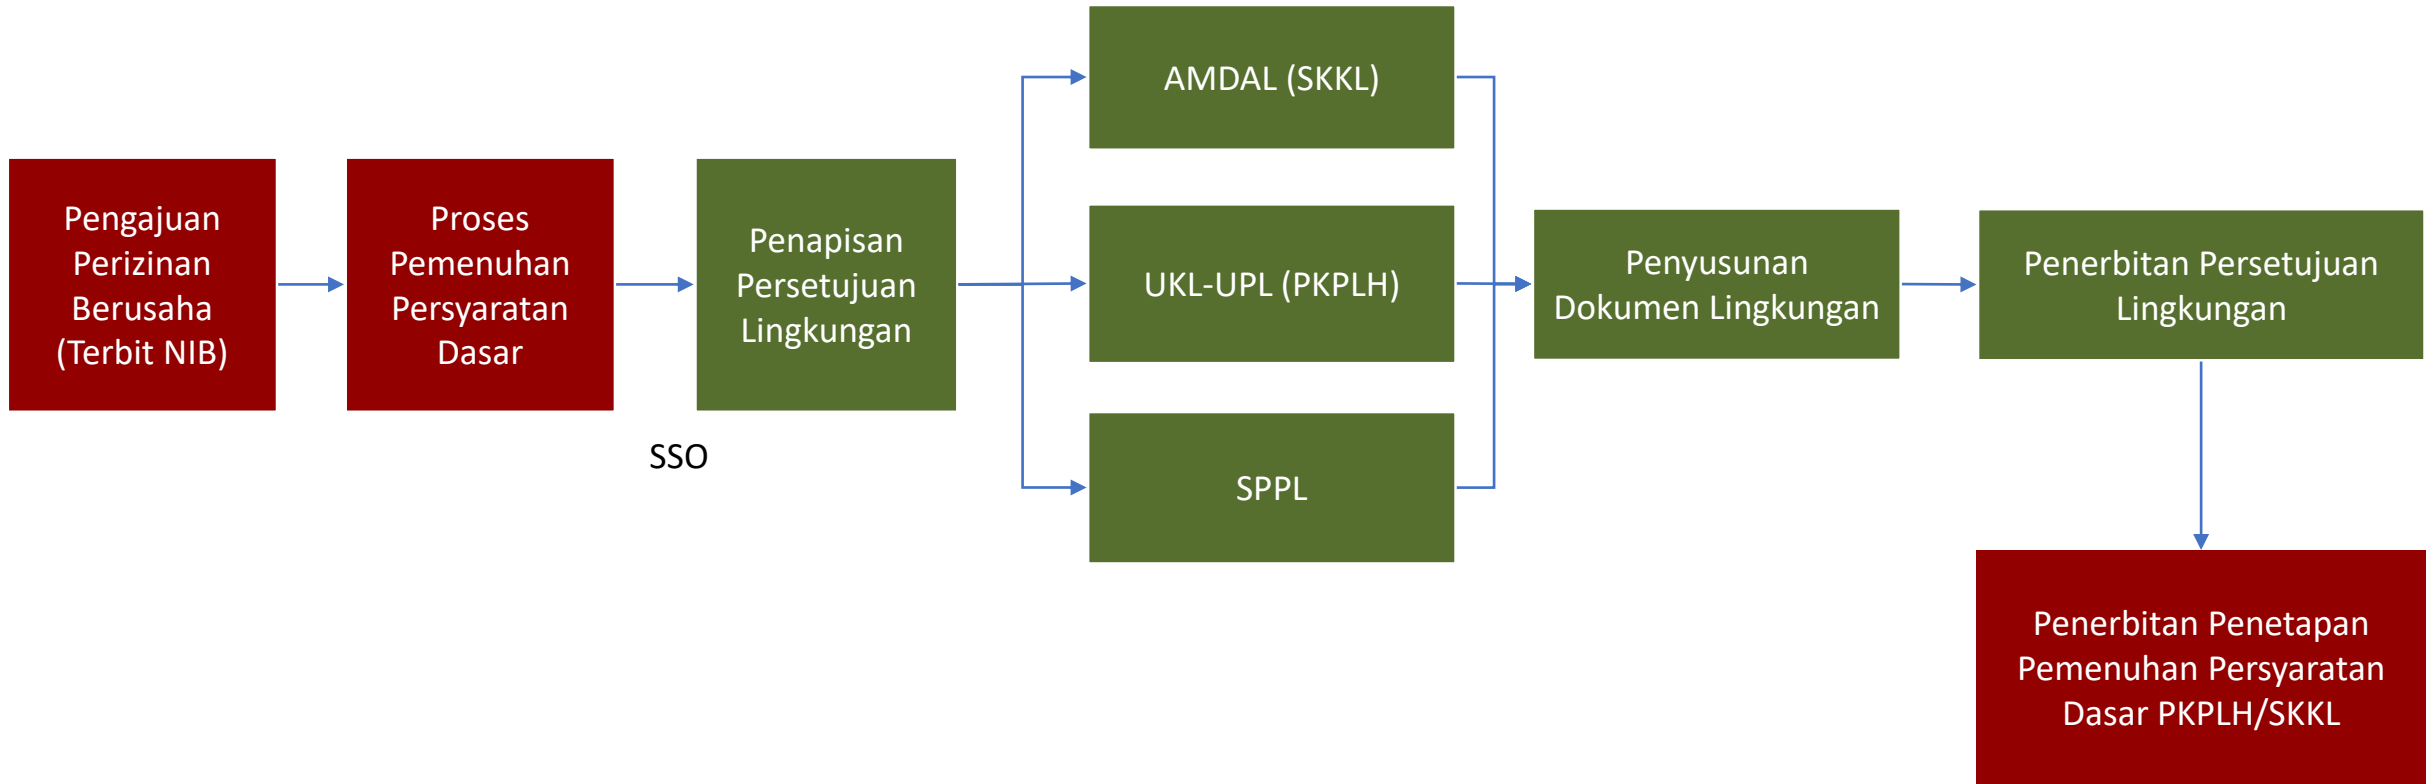 Pengajuan
Perizinan
Berusaha
(Terbit NIB)
Proses
Pemenuhan
Persyaratan
Dasar
SSO
Penapisan
Persetujuan
Lingkungan
AMDAL (SKKL)
UKL-UPL (PKPLH)
SPPL
Penyusunan
Dokumen Lingkungan
Penerbitan Persetujuan
Lingkungan
Penerbitan Penetapan
Pemenuhan Persyaratan
Dasar PKPLH/SKKL